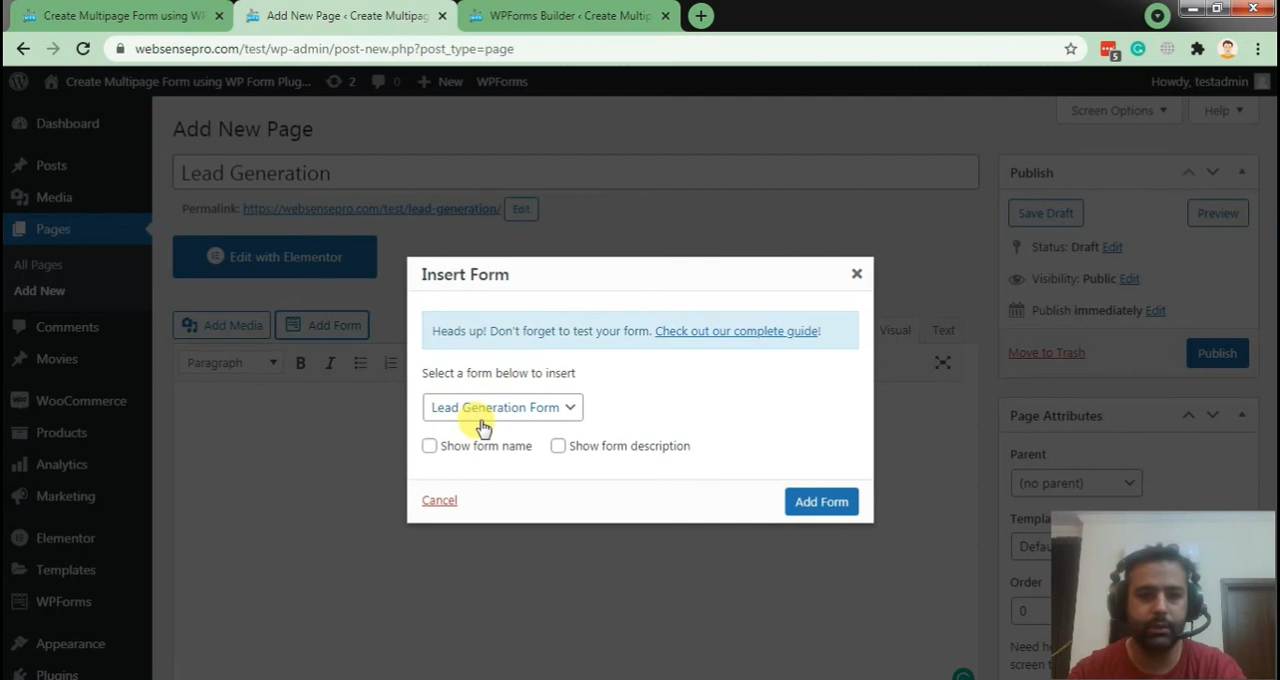 Create Multipage Form using WP
Add New Page ‹ Create Multipag
WPForms Builder ‹ Create Multip
websensepro.com/test/wp-admin/post-new.php?post_type=page
5
Create Multipage Form using WP Form Plug...
2
0
New
WPForms
Howdy, testadmin
Dashboard
Posts
Media
Pages
All Pages
Add New
Comments
Movies
WooCommerce
Products
Analytics
Marketing
Elementor
Templates
WPForms
Appearance
Plugins
Add New Page
Screen Options
Help
Lead Generation
Permalink: https://websensepro.com/test/lead-generation/ Edit
Edit with Elementor
Add Media
Add Form
Visual
Text
Paragraph
B
I
Insert Form
Heads up! Don't forget to test your form. Check out our complete guide!
Select a form below to insert
Lead Generation Form
Show form name
Show form description
Cancel
Add Form
Publish
Save Draft
Preview
Status: Draft Edit
Visibility: Public Edit
Publish immediately Edit
Move to Trash
Publish
Page Attributes
Parent
(no parent)
Order
0